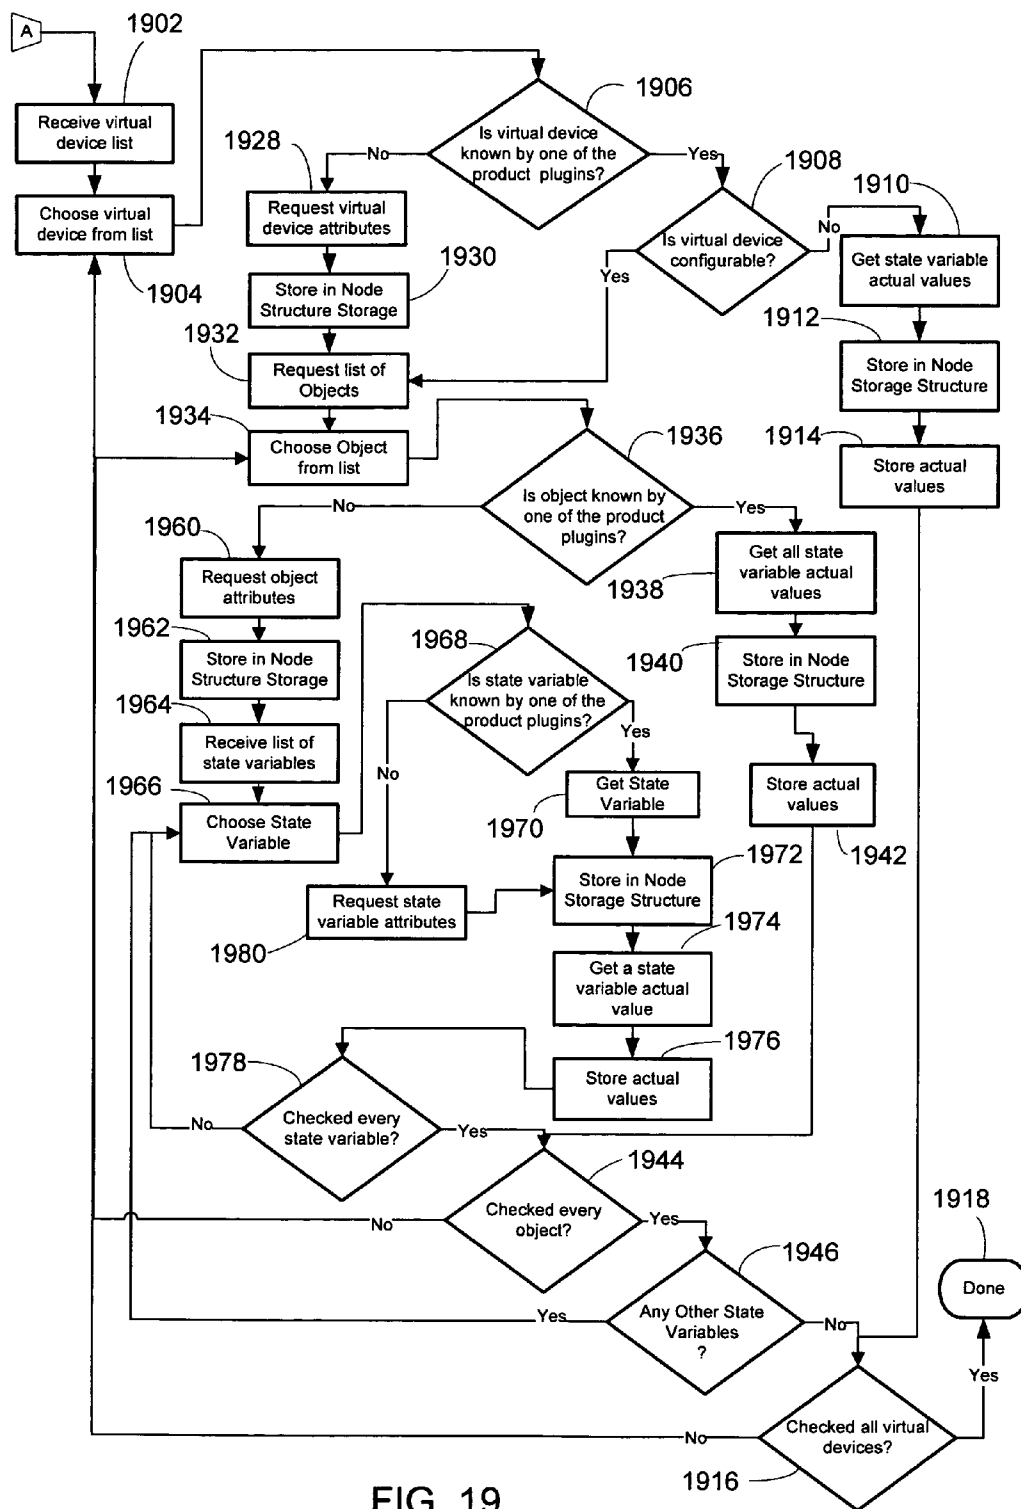 A
1902
Receive virtual
device list
Choose virtual
device from list
1904
1906
Is virtual device
known by one of the
product plugins?
No
Yes
1928
Request virtual
device attributes
1930
Store in Node
Structure Storage
1932
Request list of
Objects
1934
Choose Object
from list
1908
Is virtual device
configurable?
Yes
No
1910
Get state variable
actual values
1912
Store in Node
Storage Structure
1914
Store actual
values
1936
Is object known by
one of the product
plugins?
No
Yes
1938
Get all state
variable actual
values
1940
Store in Node
Storage Structure
Store actual
values
1942
1960
Request object
attributes
1962
Store in Node
Structure Storage
1964
Receive list of
state variables
1966
Choose State
Variable
1968
Is state variable
known by one of the
product plugins?
No
Yes
Get State
Variable
1970
1972
Store in Node
Storage Structure
Request state
variable attributes
1980
1974
Get a state
variable actual
value
1976
Store actual
values
1978
Checked every
state variable?
No
Yes
1944
Checked every
object?
No
Yes
1946
Any Other State
Variables
?
Yes
No
1918
Done
Yes
Checked all virtual
devices?
No
1916
FIG. 19